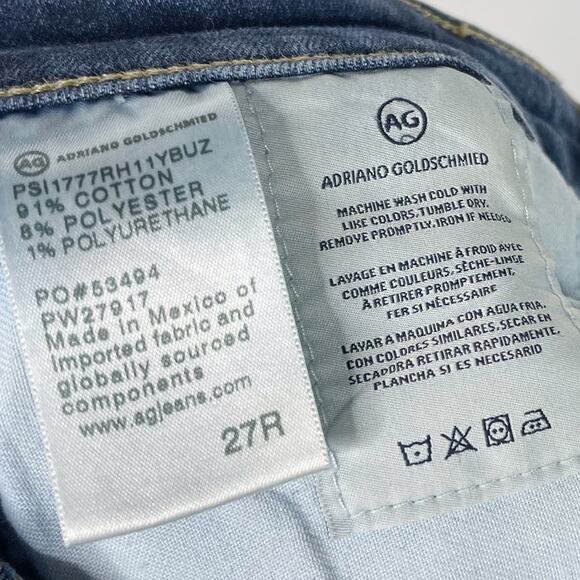 AG ADRIANO GOLDSCHMIED
PSI1777RH11YBUZ
91% COTTON
8% POLYESTER
1% POLYURETHANE
PO#53494
PW27917
Made in Mexico of
Imported fabric and
globally sourced
components
www.agjeans.com
27R
AG
ADRIANO GOLDSCHMIED
MACHINE WASH COLD WITH
LIKE COLORS, TUMBLE DRY.
REMOVE PROMPTLY. IRON IF NEEDED
LAVAGE EN MACHINE À FROID AVEC
COMME COULEURS, SÈCHE-LINGE
À RETIRER PROMPTEMENT,
FER SI NÉCESSAIRE
LAVAR A MAQUINA CON AGUA FRIA,
CON COLORES SIMILARES, SECAR EN
SECADORA RETIRAR RAPIDAMENTE,
PLANCHA SI ES NECESARIO